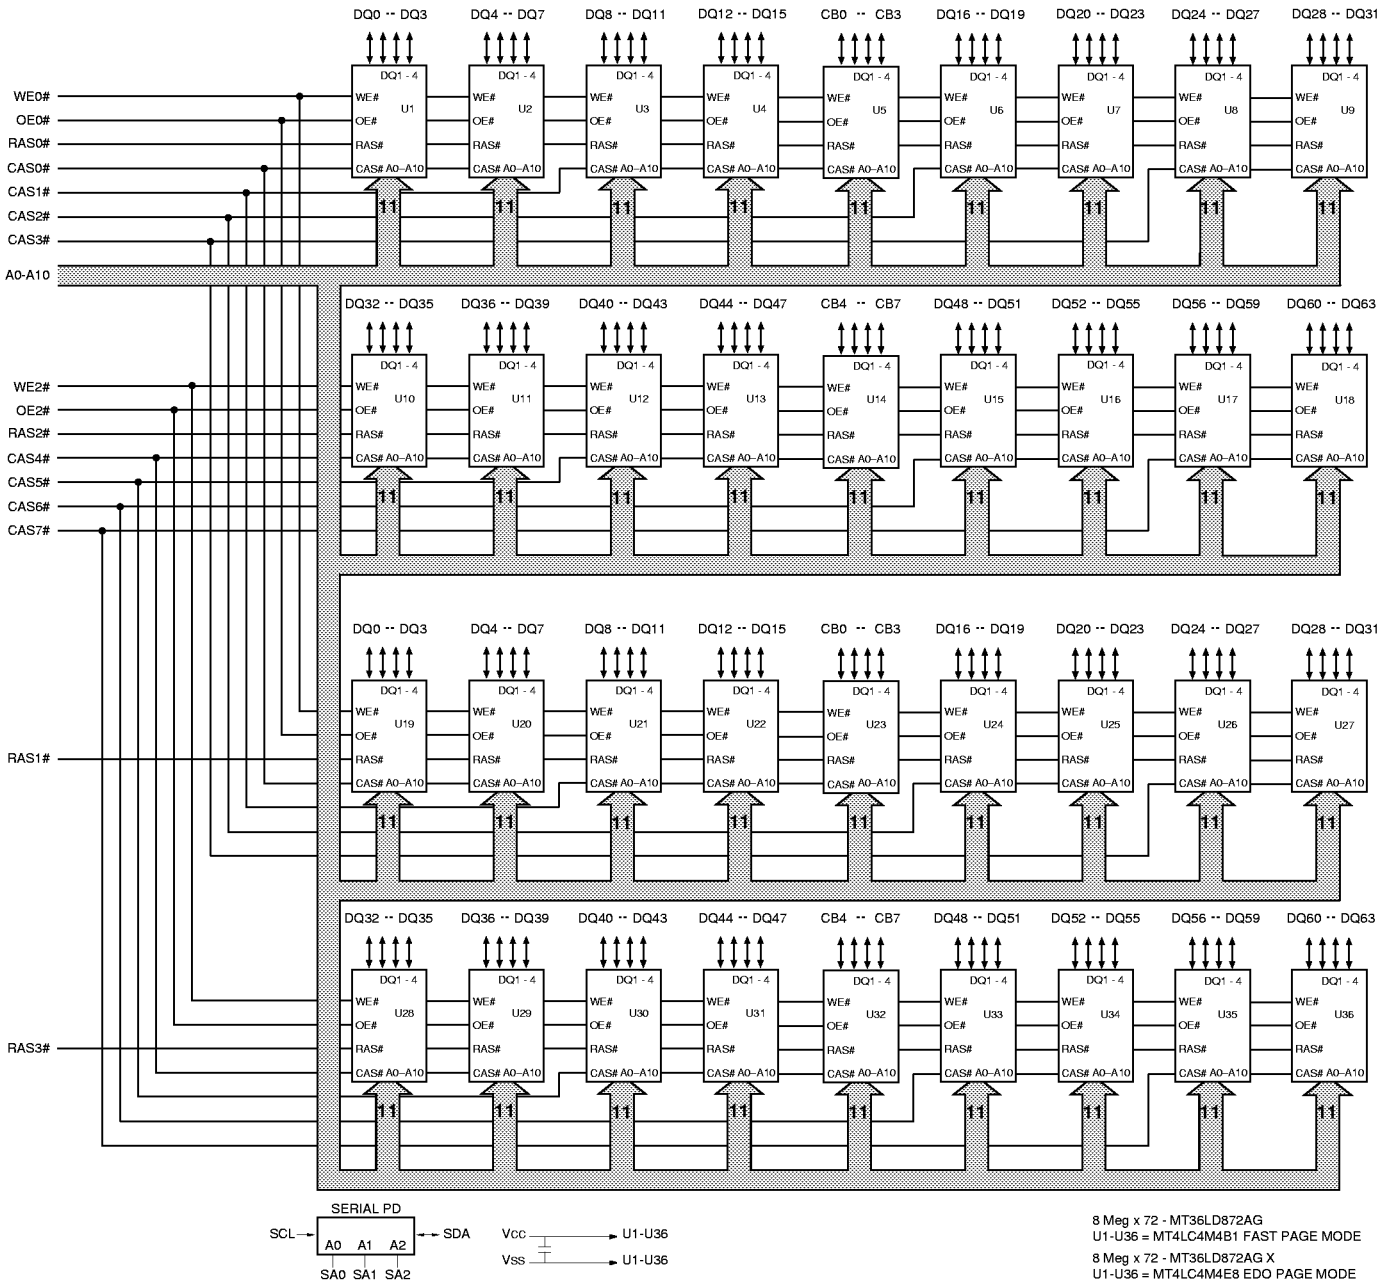 DQ0 -- DQ3 DQ4 -- DQ7 DQ8 -- DQ11 DQ12 -- DQ15 CB0 -- CB3 DQ16 -- DQ19 DQ20 -- DQ23 DQ24 -- DQ27 DQ28 -- DQ31
DQ1 - 4 DQ1 - 4 DQ1 - 4 DQ1 - 4 DQ1 - 4 DQ1 - 4 DQ1 - 4 DQ1 - 4 DQ1 - 4
WE0# WE# WE# WE# WE# WE# WE# WE# WE# WE#
U1 U2 U3 U4 U5 U6 U7 U8 U9
OE0# OE# OE# OE# OE# OE# OE# OE# OE# OE#
RAS0# RAS# RAS# RAS# RAS# RAS# RAS# RAS# RAS# RAS#
CAS0# CAS# A0–A10 CAS# A0–A10 CAS# A0–A10 CAS# A0–A10 CAS# A0–A10 CAS# A0–A10 CAS# A0–A10 CAS# A0–A10 CAS# A0–A10
CAS1#
11 11 11 11 11 11 11 11 11
CAS2#
CAS3#
A0-A10
DQ32 -- DQ35 DQ36 -- DQ39 DQ40 -- DQ43 DQ44 -- DQ47 CB4 -- CB7 DQ48 -- DQ51 DQ52 -- DQ55 DQ56 -- DQ59 DQ60 -- DQ63
DQ1 - 4 DQ1 - 4 DQ1 - 4 DQ1 - 4 DQ1 - 4 DQ1 - 4 DQ1 - 4 DQ1 - 4 DQ1 - 4
WE2# WE# WE# WE# WE# WE# WE# WE# WE# WE#
U10 U11 U12 U13 U14 U15 U16 U17 U18
OE2# OE# OE# OE# OE# OE# OE# OE# OE# OE#
RAS2# RAS# RAS# RAS# RAS# RAS# RAS# RAS# RAS# RAS#
CAS4# CAS# A0–A10 CAS# A0–A10 CAS# A0–A10 CAS# A0–A10 CAS# A0–A10 CAS# A0–A10 CAS# A0–A10 CAS# A0–A10 CAS# A0–A10
CAS5#
11 11 11 11 11 11 11 11 11
CAS6#
CAS7#
DQ0 -- DQ3 DQ4 -- DQ7 DQ8 -- DQ11 DQ12 -- DQ15 CB0 -- CB3 DQ16 -- DQ19 DQ20 -- DQ23 DQ24 -- DQ27 DQ28 -- DQ31
DQ1 - 4 DQ1 - 4 DQ1 - 4 DQ1 - 4 DQ1 - 4 DQ1 - 4 DQ1 - 4 DQ1 - 4 DQ1 - 4
WE# WE# WE# WE# WE# WE# WE# WE# WE#
U19 U20 U21 U22 U23 U24 U25 U26 U27
OE# OE# OE# OE# OE# OE# OE# OE# OE#
RAS1# RAS# RAS# RAS# RAS# RAS# RAS# RAS# RAS# RAS#
CAS# A0–A10 CAS# A0–A10 CAS# A0–A10 CAS# A0–A10 CAS# A0–A10 CAS# A0–A10 CAS# A0–A10 CAS# A0–A10 CAS# A0–A10
11 11 11 11 11 11 11 11 11
DQ32 -- DQ35 DQ36 -- DQ39 DQ40 -- DQ43 DQ44 -- DQ47 CB4 -- CB7 DQ48 -- DQ51 DQ52 -- DQ55 DQ56 -- DQ59 DQ60 -- DQ63
DQ1 - 4 DQ1 - 4 DQ1 - 4 DQ1 - 4 DQ1 - 4 DQ1 - 4 DQ1 - 4 DQ1 - 4 DQ1 - 4
WE# WE# WE# WE# WE# WE# WE# WE# WE#
U28 U29 U30 U31 U32 U33 U34 U35 U36
OE# OE# OE# OE# OE# OE# OE# OE# OE#
RAS3# RAS# RAS# RAS# RAS# RAS# RAS# RAS# RAS# RAS#
CAS# A0–A10 CAS# A0–A10 CAS# A0–A10 CAS# A0–A10 CAS# A0–A10 CAS# A0–A10 CAS# A0–A10 CAS# A0–A10 CAS# A0–A10
11 11 11 11 11 11 11 11 11
SERIAL PD
SCL SDA
A0 A1 A2
SA0 SA1 SA2
VCC U1-U36
VSS U1-U36
8 Meg x 72 - MT36LD872AG
U1-U36 = MT4LC4M4B1 FAST PAGE MODE
8 Meg x 72 - MT36LD872AG X
U1-U36 = MT4LC4M4E8 EDO PAGE MODE